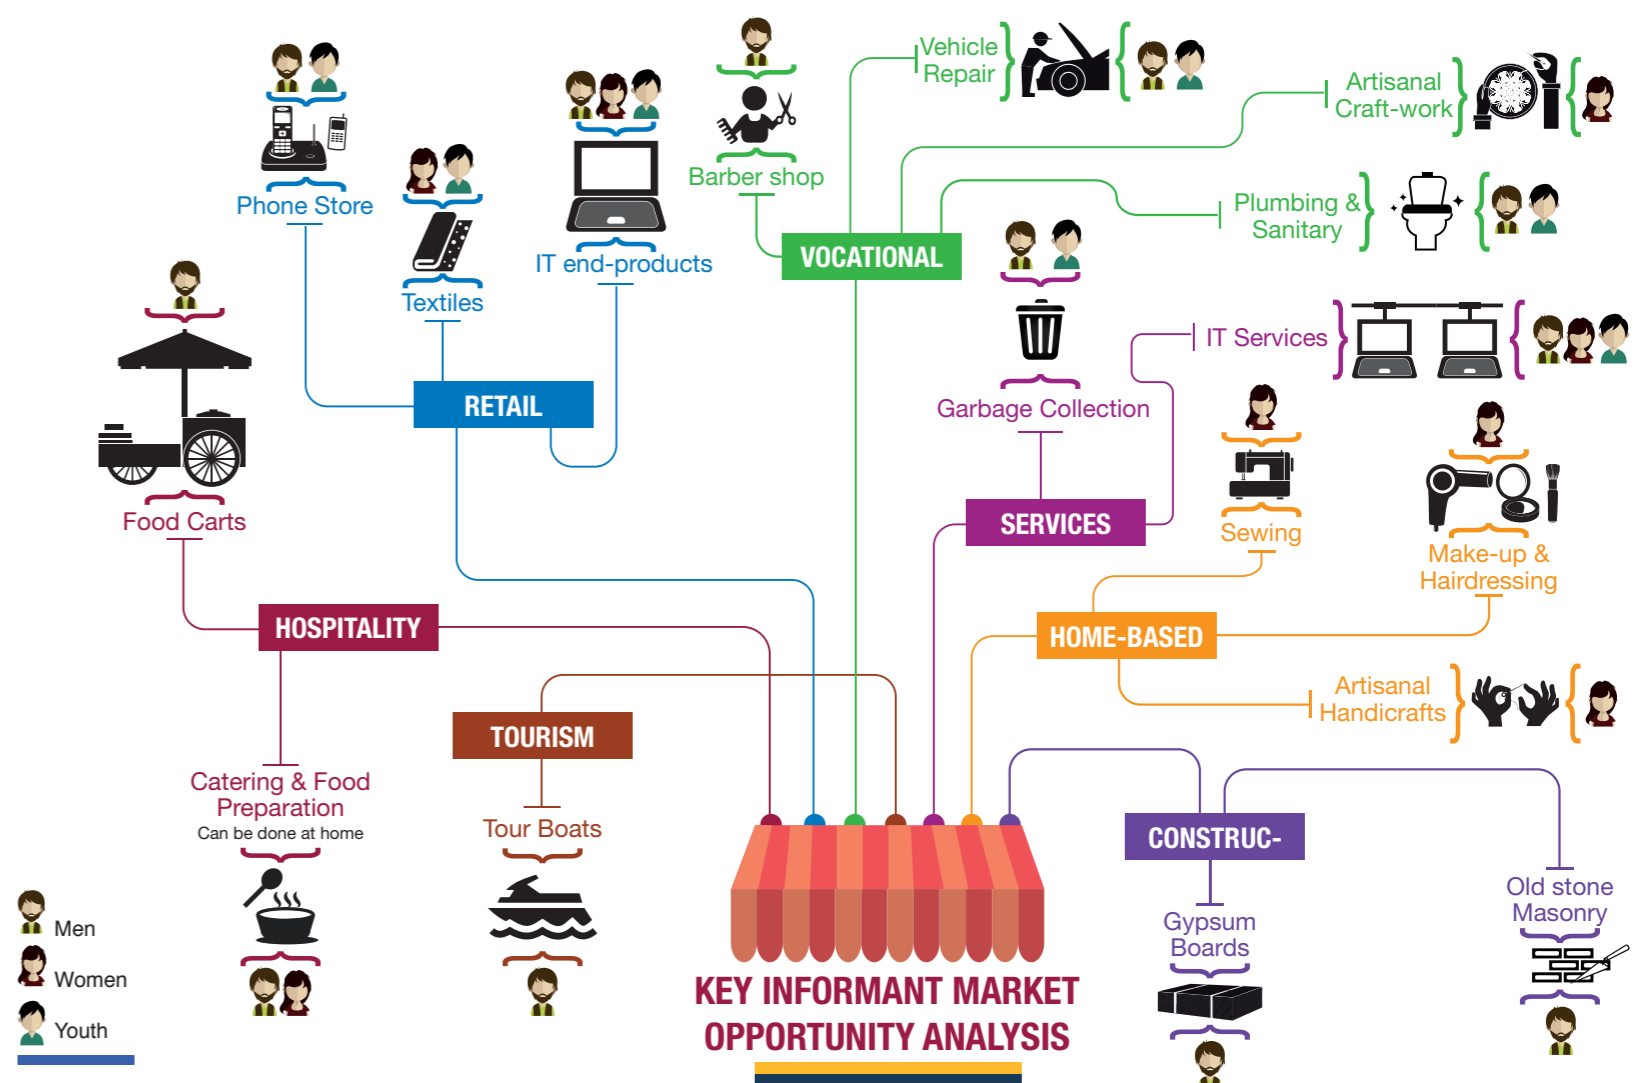 Vehicle
Repair
Artisanal
Craft-work
Barber shop
Phone Store
Plumbing &
Sanitary
VOCATIONAL
IT end-products
Textiles
IT Services
RETAIL
Garbage Collection
Food Carts
SERVICES
Sewing
Make-up &
Hairdressing
HOSPITALITY
HOME-BASED
Artisanal
Handicrafts
TOURISM
Catering & Food
Preparation
Can be done at home
Tour Boats
CONSTRUC-
Old stone
Masonry
Gypsum
Boards
Men
Women
Youth
KEY INFORMANT MARKET
OPPORTUNITY ANALYSIS